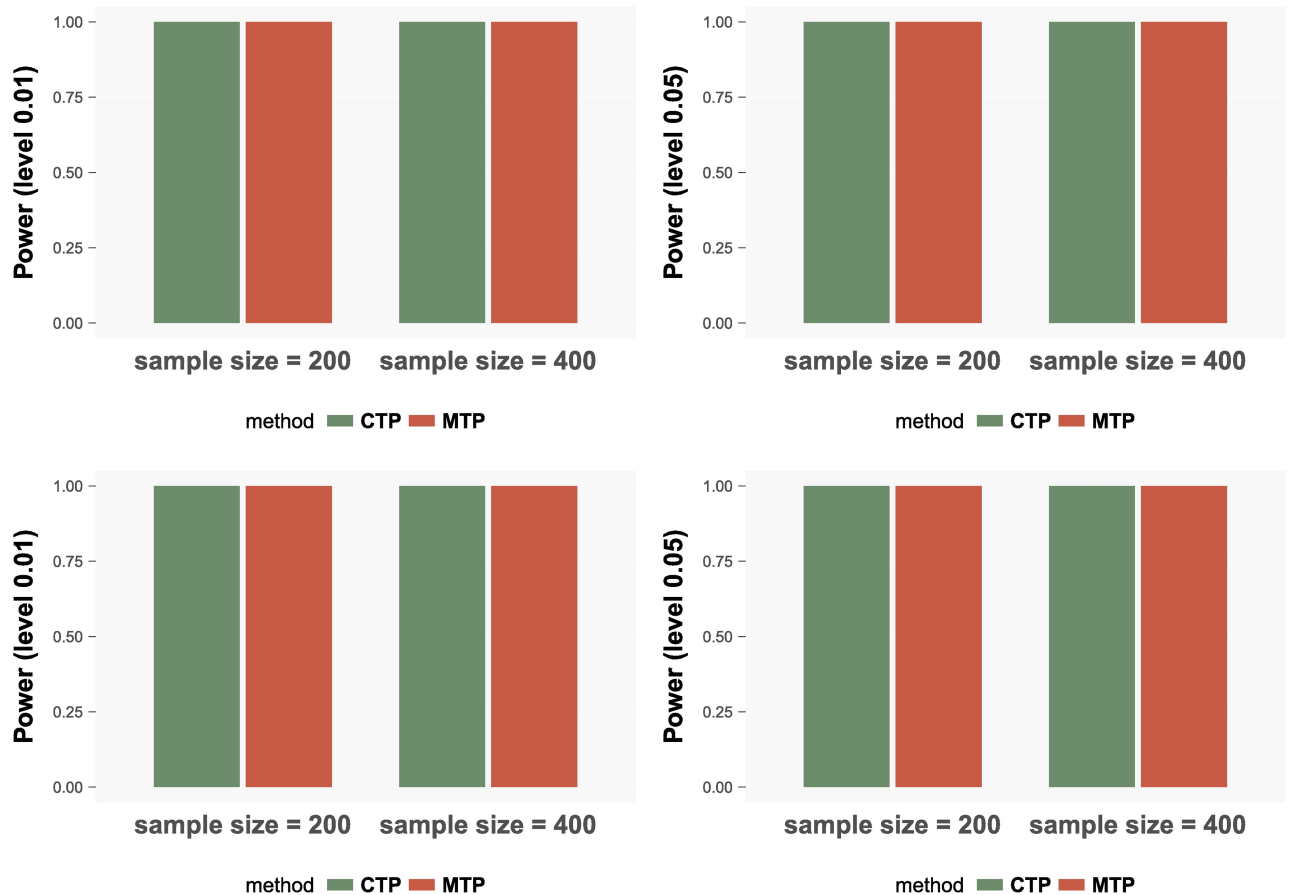 Power (level 0.01)
1.00
0.75
0.50
0.25
0.00
sample size = 200 sample size = 400
method CTP MTP
Power (level 0.05)
1.00
0.75
0.50
0.25
0.00
sample size = 200 sample size = 400
method CTP MTP
Power (level 0.01)
1.00
0.75
0.50
0.25
0.00
sample size = 200 sample size = 400
method CTP MTP
Power (level 0.05)
1.00
0.75
0.50
0.25
0.00
sample size = 200 sample size = 400
method CTP MTP